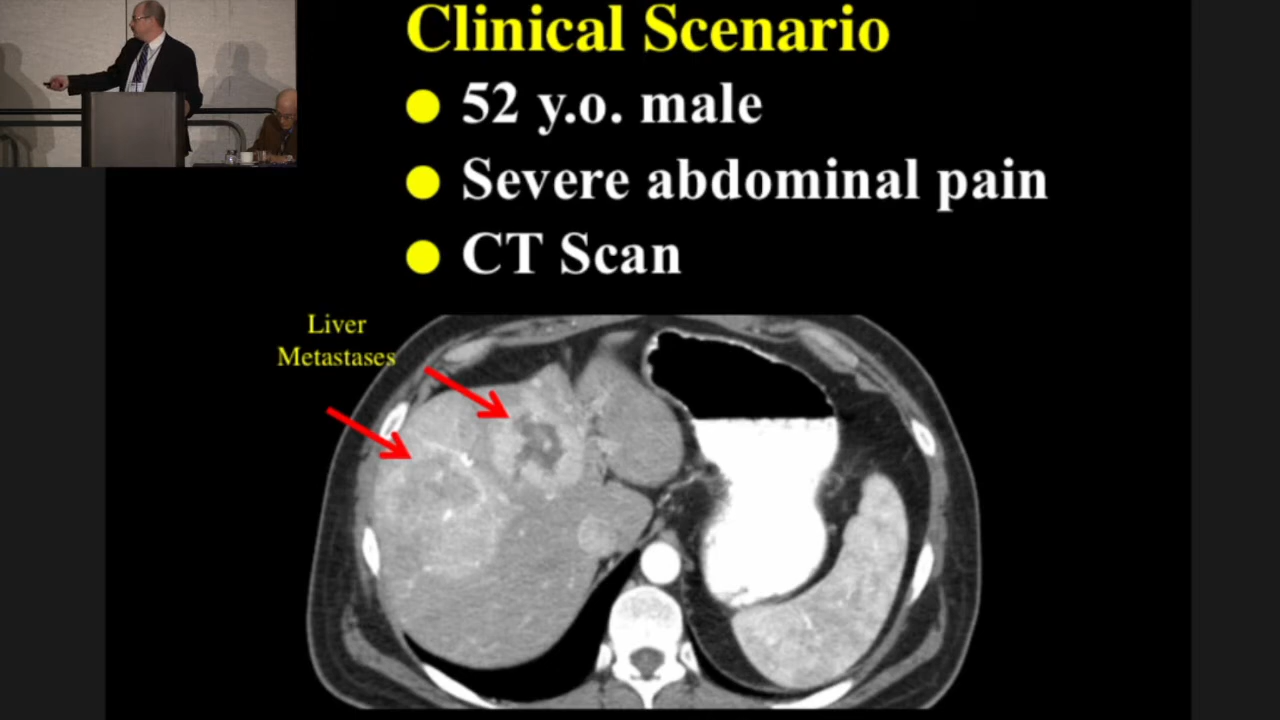 Clinical Scenario
52 y.o. male
Severe abdominal pain
CT Scan
Liver
Metastases